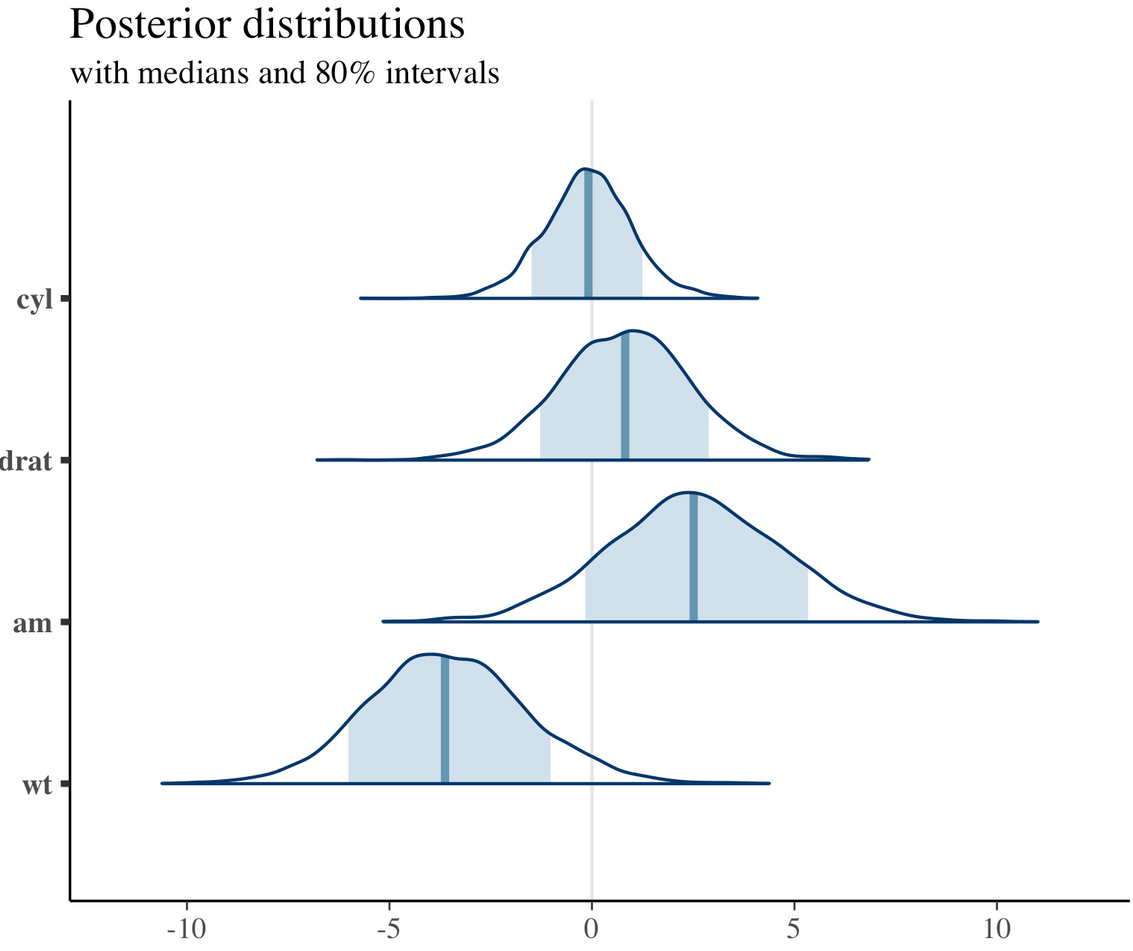 Posterior distributions
with medians and 80% intervals
cyl
drat
am
wt
-10 -5 0 5 10